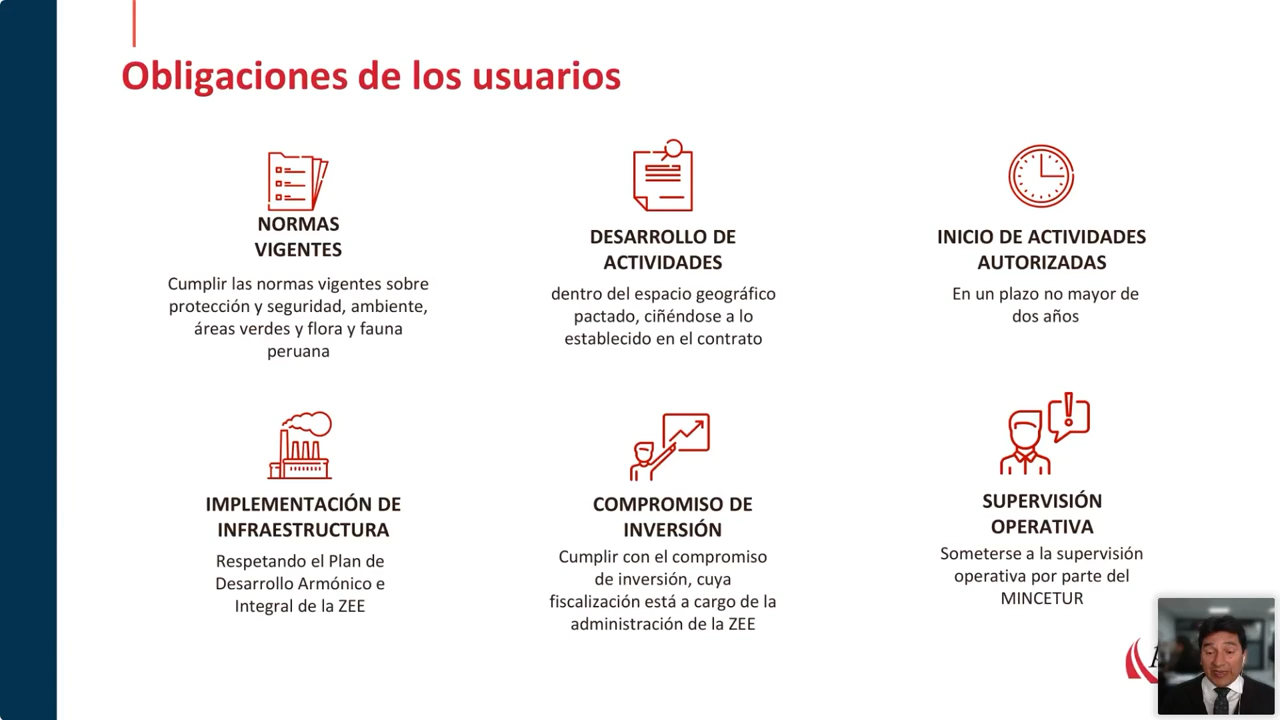 Obligaciones de los usuarios
NORMAS
VIGENTES
Cumplir las normas vigentes sobre
protección y seguridad, ambiente,
áreas verdes y flora y fauna
peruana
DESARROLLO DE
ACTIVIDADES
dentro del espacio geográfico
pactado, ciñéndose a lo
establecido en el contrato
INICIO DE ACTIVIDADES
AUTORIZADAS
En un plazo no mayor de
dos años
IMPLEMENTACIÓN DE
INFRAESTRUCTURA
Respetando el Plan de
Desarrollo Armónico e
Integral de la ZEE
COMPROMISO DE
INVERSIÓN
Cumplir con el compromiso
de inversión, cuya
fiscalización está a cargo de la
administración de la ZEE
SUPERVISIÓN
OPERATIVA
Someterse a la supervisión
operativa por parte del
MINCETUR